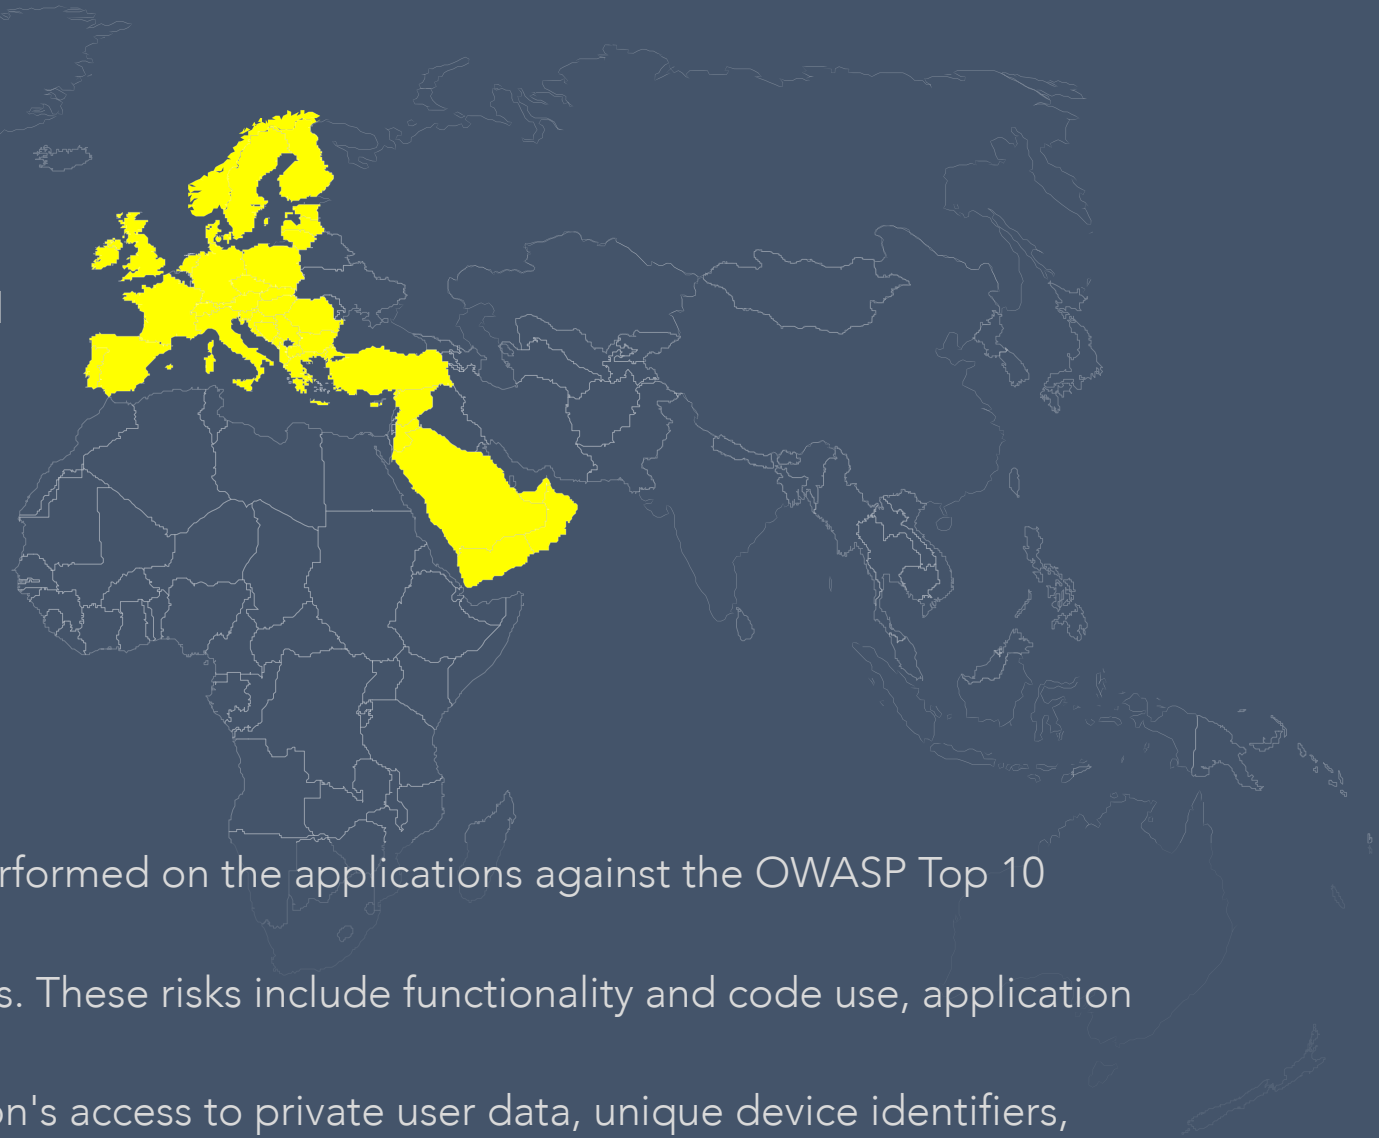 rformed on the applications against the OWASP Top 10
s. These risks include functionality and code use, application
on's access to private user data, unique device identifiers,